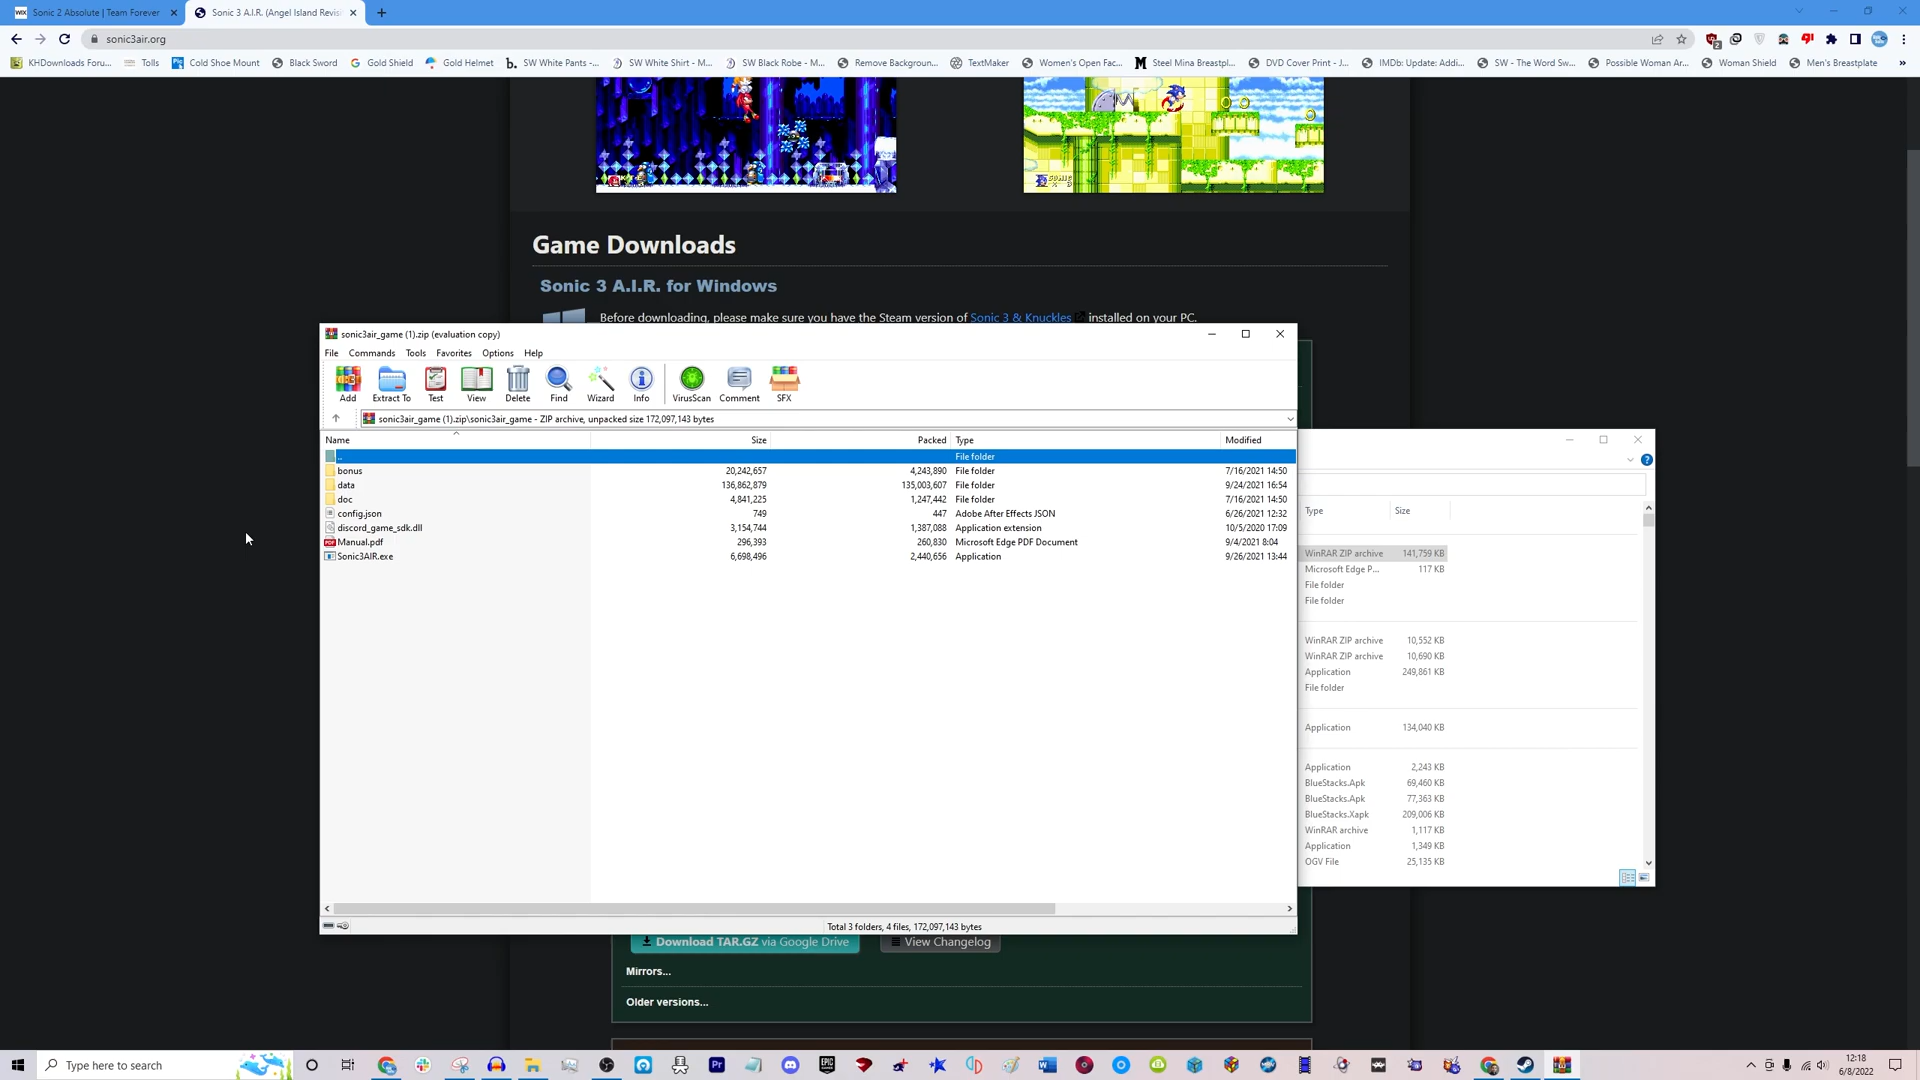 Sonic 2 Absolute | Team Forever
Sonic 3 A.I.R. (Angel Island Revisi
sonic3air.org
KHDownloads Foru...
Tolls
Cold Shoe Mount
Black Sword
Gold Shield
Gold Helmet
SW White Pants -...
SW White Shirt - M...
SW Black Robe - M...
Remove Backgroun...
TextMaker
Women's Open Fac...
Steel Mina Breastpl...
DVD Cover Print - J...
IMDb: Update: Addi...
SW - The Word Sw...
Possible Woman Ar...
Woman Shield
Men's Breastplate
Game Downloads
Sonic 3 A.I.R. for Windows
Before downloading, please make sure you have the Steam version of Sonic 3 & Knuckles installed on your PC.
sonic3air_game (1).zip (evaluation copy)
File Commands Tools Favorites Options Help
Add Extract To Test View Delete Find Wizard Info VirusScan Comment SFX
sonic3air_game (1).zip\sonic3air_game - ZIP archive, unpacked size 172,097,143 bytes
Name Size Packed Type Modified
.. File folder
bonus 20,242,657 4,243,890 File folder 7/16/2021 14:50
data 136,862,879 135,003,607 File folder 9/24/2021 16:54
doc 4,841,225 1,247,442 File folder 7/16/2021 14:50
config.json 749 447 Adobe After Effects JSON 6/26/2021 12:32
discord_game_sdk.dll 3,154,744 1,387,088 Application extension 10/5/2020 17:09
Manual.pdf 296,393 260,830 Microsoft Edge PDF Document 9/4/2021 8:04
Sonic3AIR.exe 6,698,496 2,440,656 Application 9/26/2021 13:44
Total 3 folders, 4 files, 172,097,143 bytes
Type Size
WinRAR ZIP archive 141,759 KB
Microsoft Edge P... 117 KB
File folder
File folder
WinRAR ZIP archive 10,552 KB
WinRAR ZIP archive 10,690 KB
Application 249,861 KB
File folder
Application 134,040 KB
Application 2,243 KB
BlueStacks.Apk 69,460 KB
BlueStacks.Apk 77,363 KB
BlueStacks.Xapk 209,006 KB
WinRAR archive 1,117 KB
Application 1,349 KB
OGV File 25,135 KB
Download TAR.GZ via Google Drive
View Changelog
Mirrors...
Older versions...
Type here to search
12:18
6/8/2022